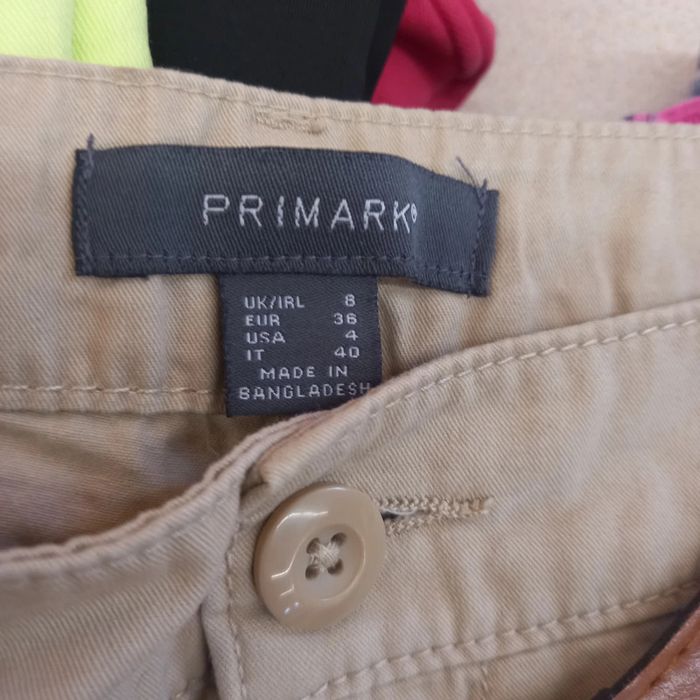 PRIMARK®
UK/IRL 8
EUR 36
USA 4
IT 40
MADE IN
BANGLADESH